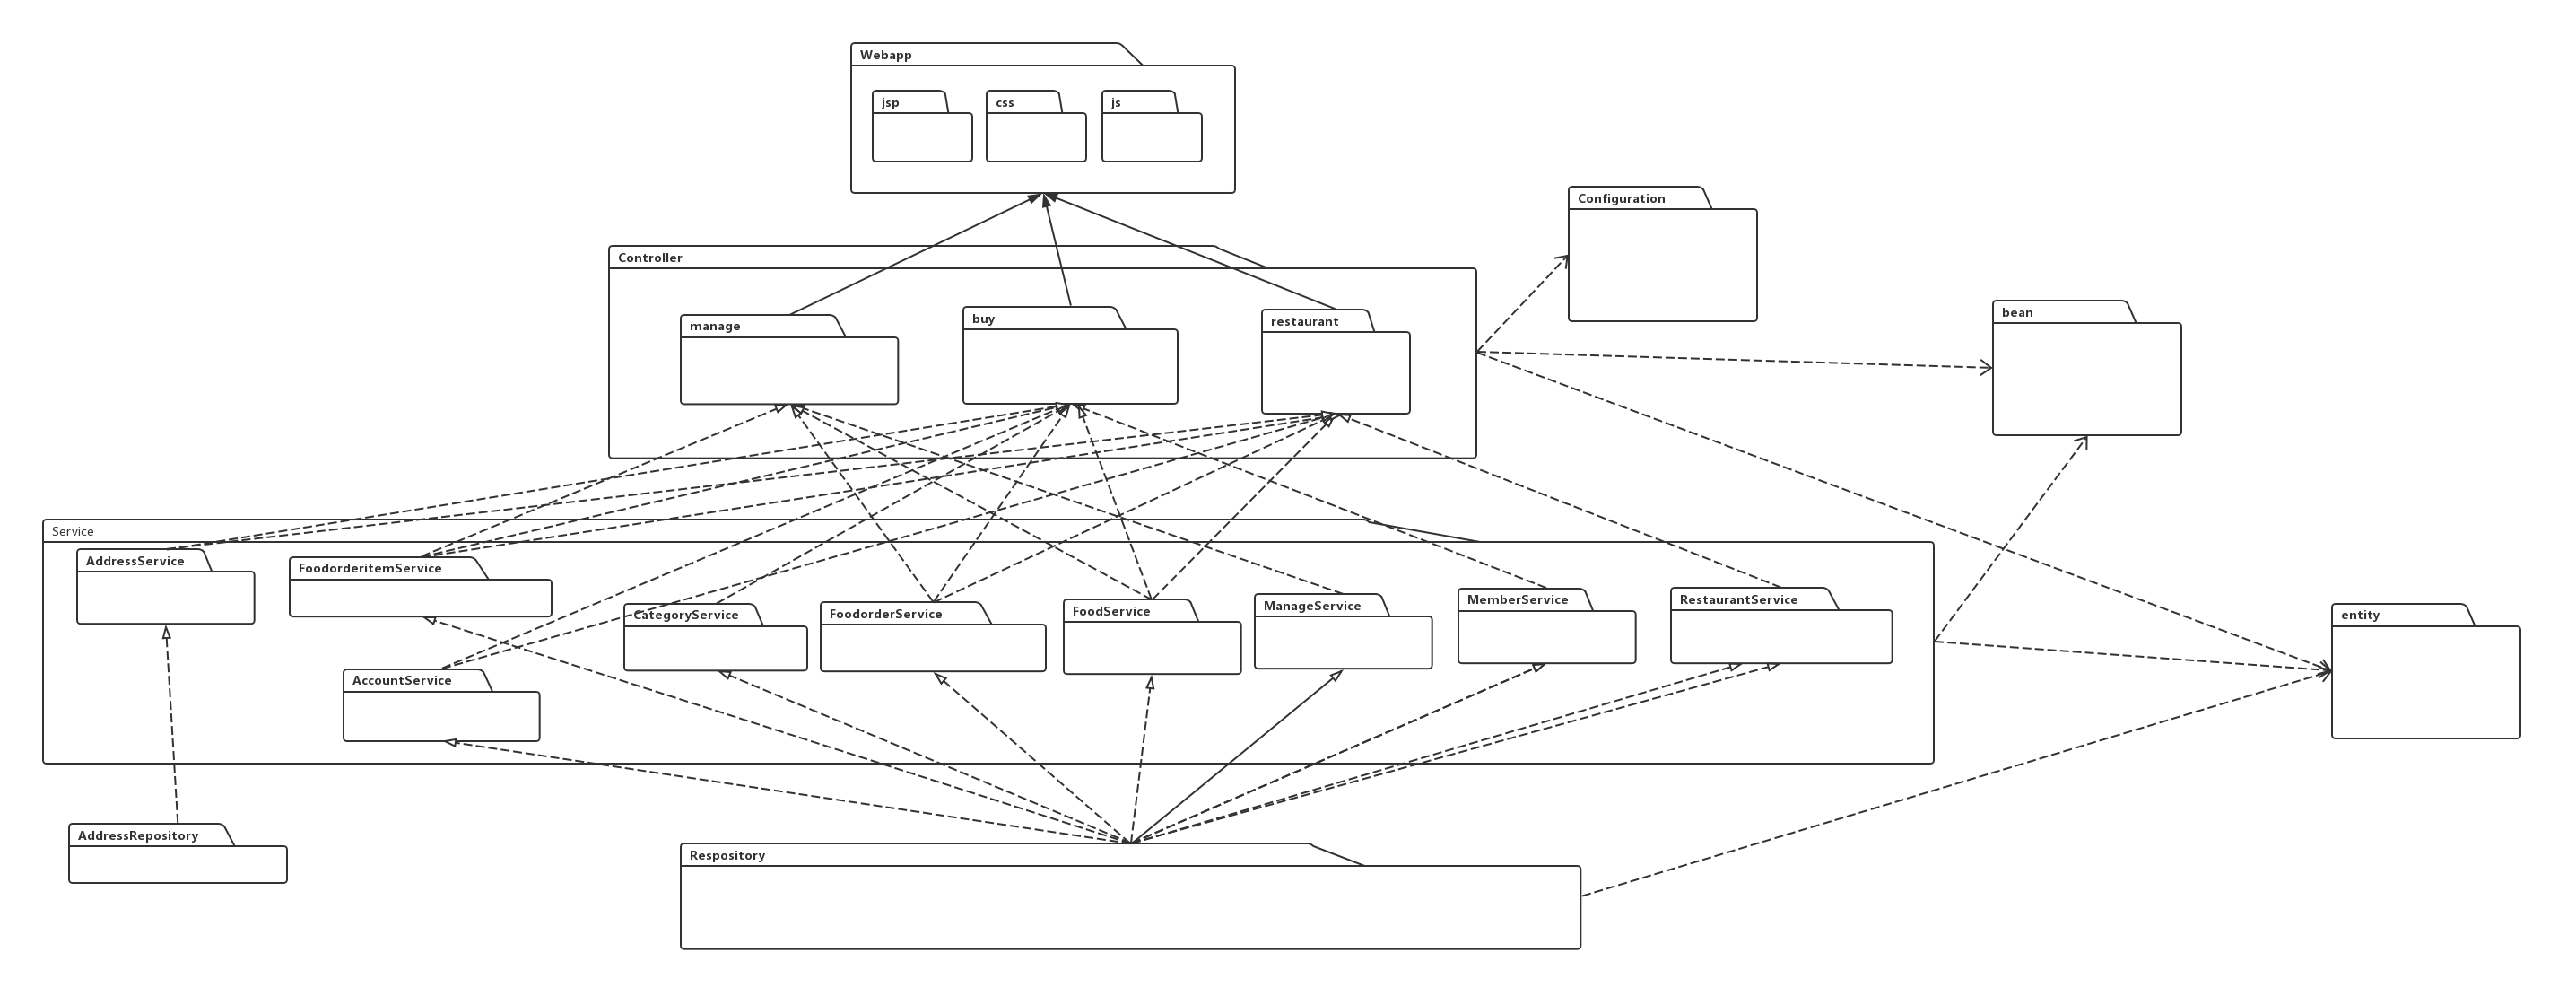 Webapp
jsp
css
js
Configuration
Controller
bean
manage
buy
restaurant
Service
AddressService
FoodorderitemService
CategoryService
FoodorderService
FoodService
ManageService
MemberService
RestaurantService
entity
AccountService
AddressRepository
Respository